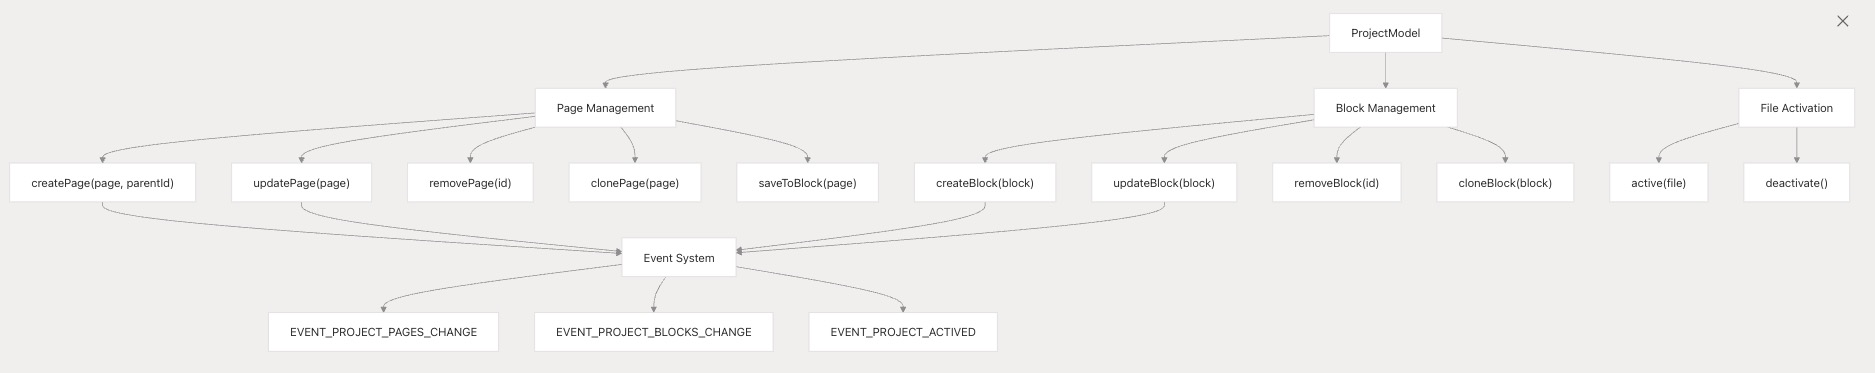 ProjectModel
Page Management
Block Management
File Activation
createPage(page, parentId)
updatePage(page)
removePage(id)
clonePage(page)
saveToBlock(page)
createBlock(block)
updateBlock(block)
removeBlock(id)
cloneBlock(block)
active(file)
deactivate()
Event System
EVENT_PROJECT_PAGES_CHANGE
EVENT_PROJECT_BLOCKS_CHANGE
EVENT_PROJECT_ACTIVED